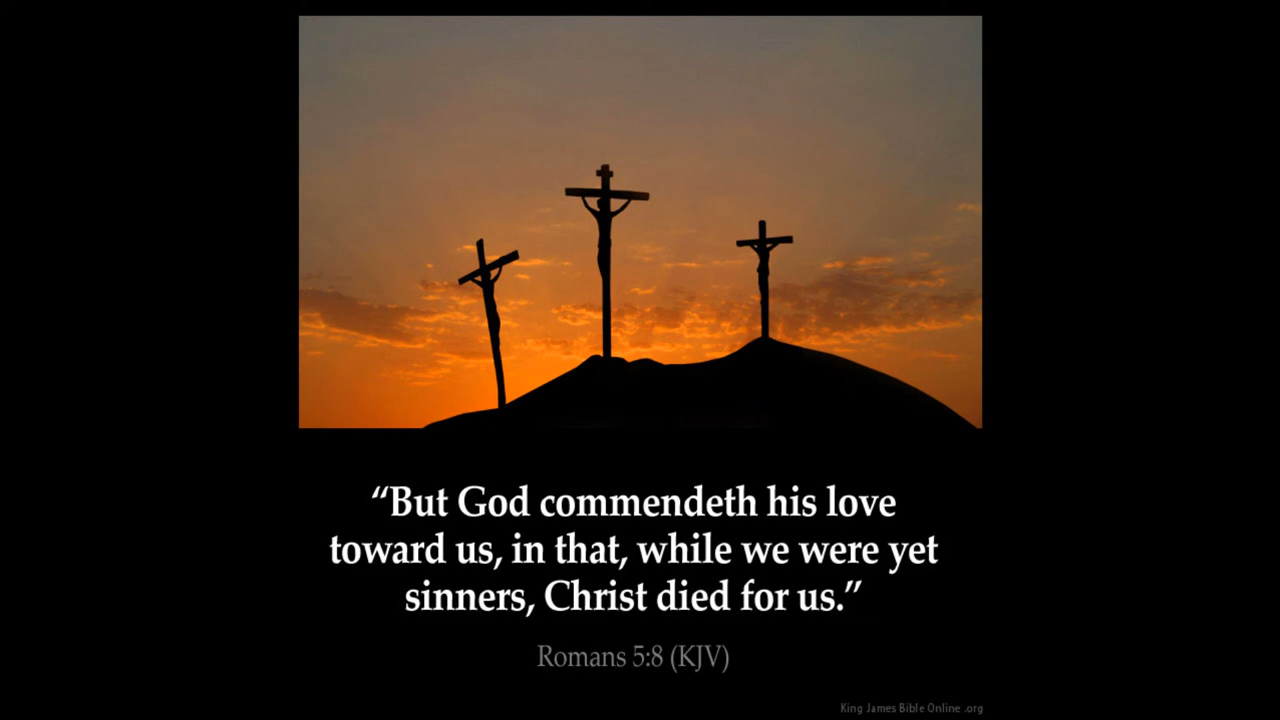 “But God commendeth his love
toward us, in that, while we were yet
sinners, Christ died for us.”
Romans 5:8 (KJV)
King James Bible Online .org